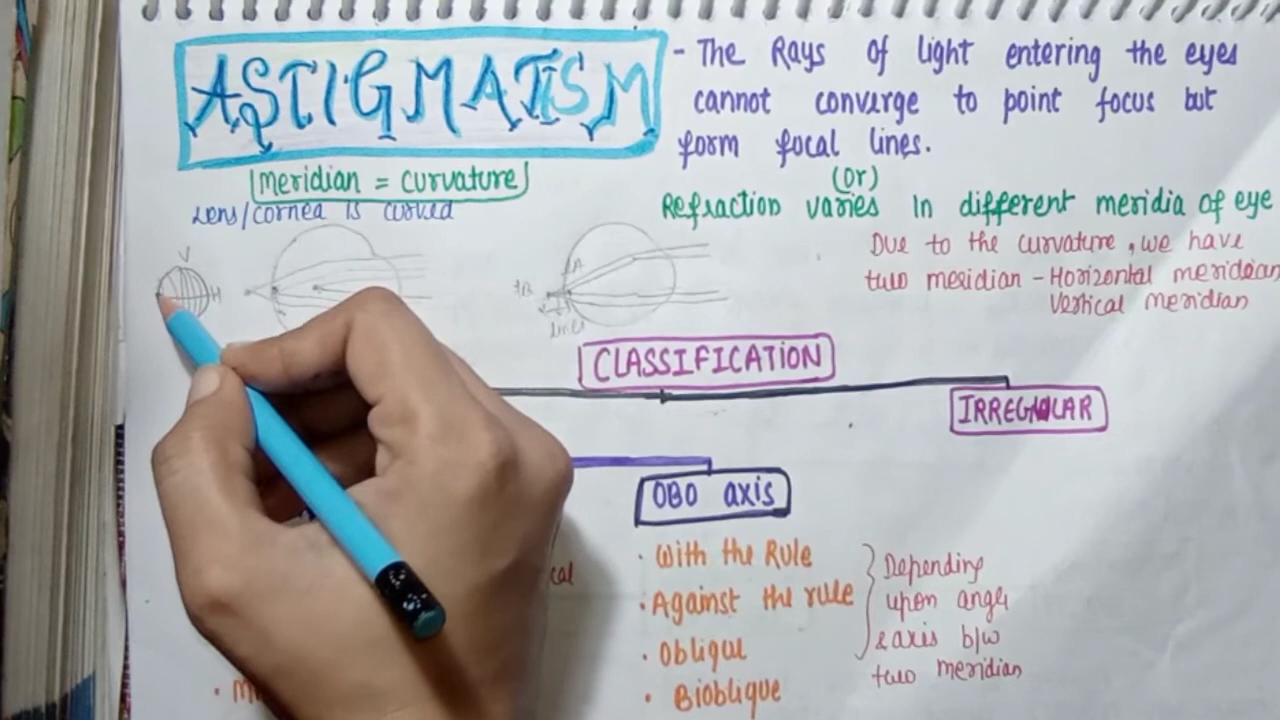 ASTIGMATISM
- The Rays of light entering the eyes
cannot converge to point focus but
form focal lines.
(or)
Refraction varies in different meridia of eye
meridian = curvature
Lens/cornea is curved
Due to the curvature, we have
two meridian - Horizontal meridian
Vertical meridian
V
H
A
B
CLASSIFICATION
IRREGULAR
OBO axis
• With the Rule
• Against the rule
• Oblique
• Bioblique
Depending
upon angle
& axis b/w
two meridian